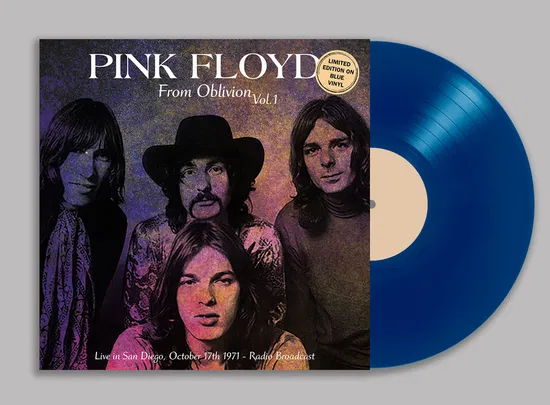 PINK FLOYD
From Oblivion
Vol.1
LIMITED
EDITION ON
BLUE
VINYL
Live in San Diego, October 17th 1971 - Radio Broadcast